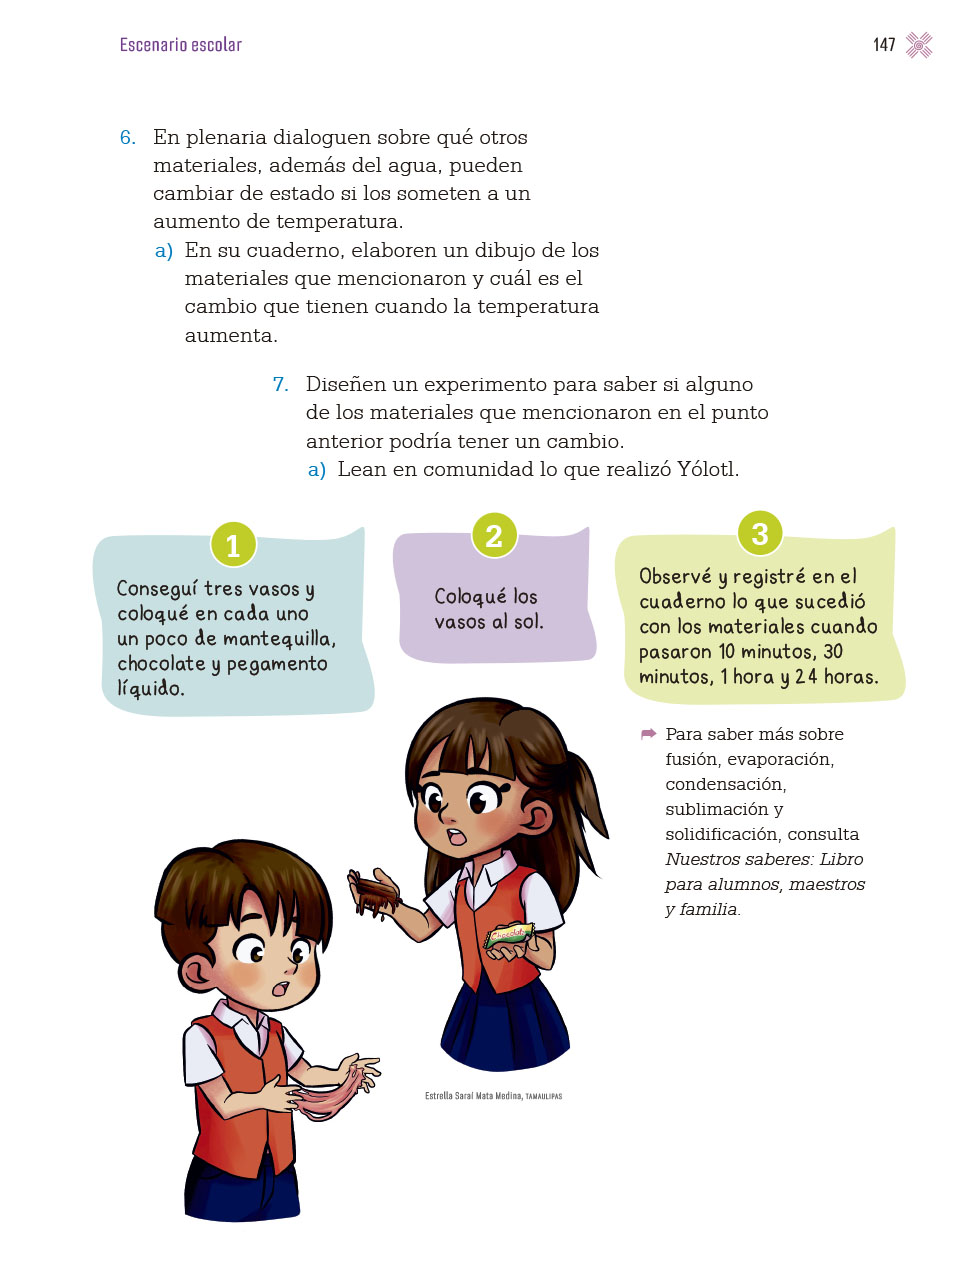 Escenario escolar
147
6. En plenaria dialoguen sobre qué otros
materiales, además del agua, pueden
cambiar de estado si los someten a un
aumento de temperatura.
a) En su cuaderno, elaboren un dibujo de los
materiales que mencionaron y cuál es el
cambio que tienen cuando la temperatura
aumenta.
7. Diseñen un experimento para saber si alguno
de los materiales que mencionaron en el punto
anterior podría tener un cambio.
a) Lean en comunidad lo que realizó Yólotl.
1
Conseguí tres vasos y
coloqué en cada uno
un poco de mantequilla,
chocolate y pegamento
líquido.
2
Coloqué los
vasos al sol.
3
Observé y registré en el
cuaderno lo que sucedió
con los materiales cuando
pasaron 10 minutos, 30
minutos, 1 hora y 24 horas.
Para saber más sobre
fusión, evaporación,
condensación,
sublimación y
solidificación, consulta
Nuestros saberes: Libro
para alumnos, maestros
y familia.
Chocolate
Estrella Saraí Mata Medina, TAMAULIPAS